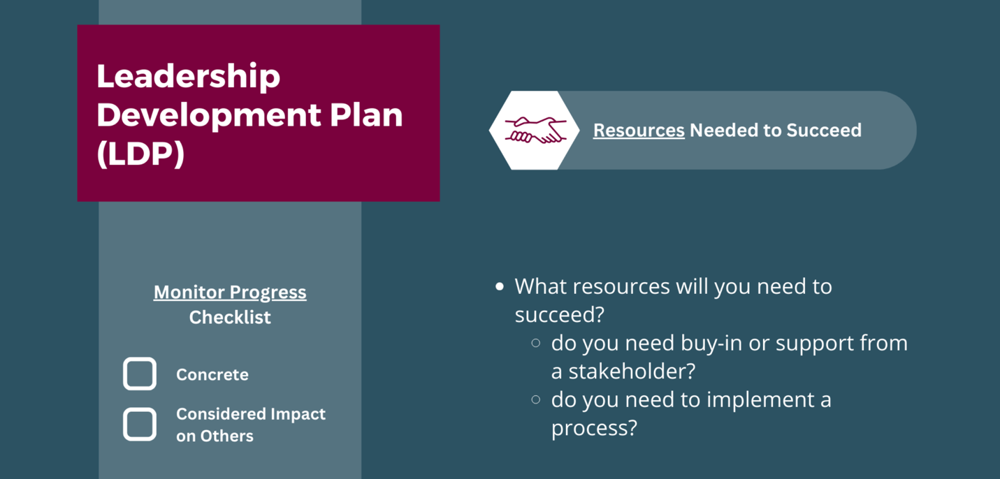 Leadership
Development Plan
(LDP)
Resources Needed to Succeed
Monitor Progress
Checklist
Concrete
Considered Impact
on Others
What resources will you need to
succeed?
do you need buy-in or support from
a stakeholder?
do you need to implement a
process?